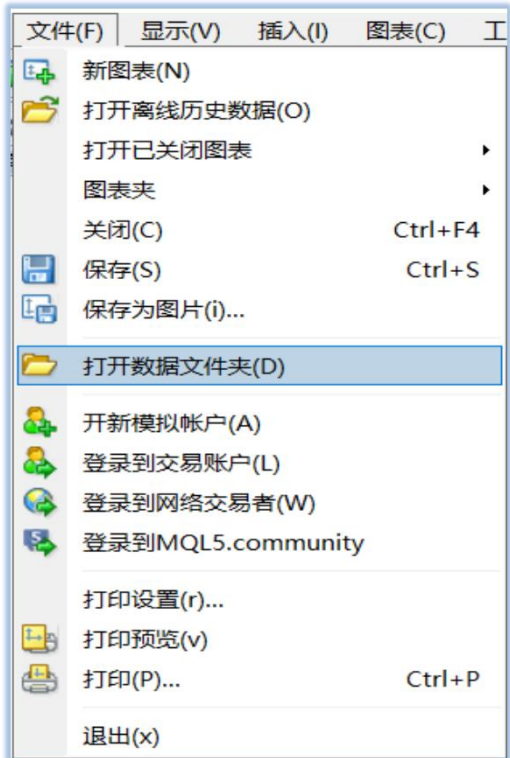 文件(F) 显示(V) 插入(I) 图表(C) 工
新图表(N)
打开离线历史数据(O)
打开已关闭图表
图表夹
关闭(C) Ctrl+F4
保存(S) Ctrl+S
保存为图片(i)...
打开数据文件夹(D)
开新模拟帐户(A)
登录到交易账户(L)
登录到网络交易者(W)
登录到MQL5.community
打印设置(r)...
打印预览(v)
打印(P)... Ctrl+P
退出(x)